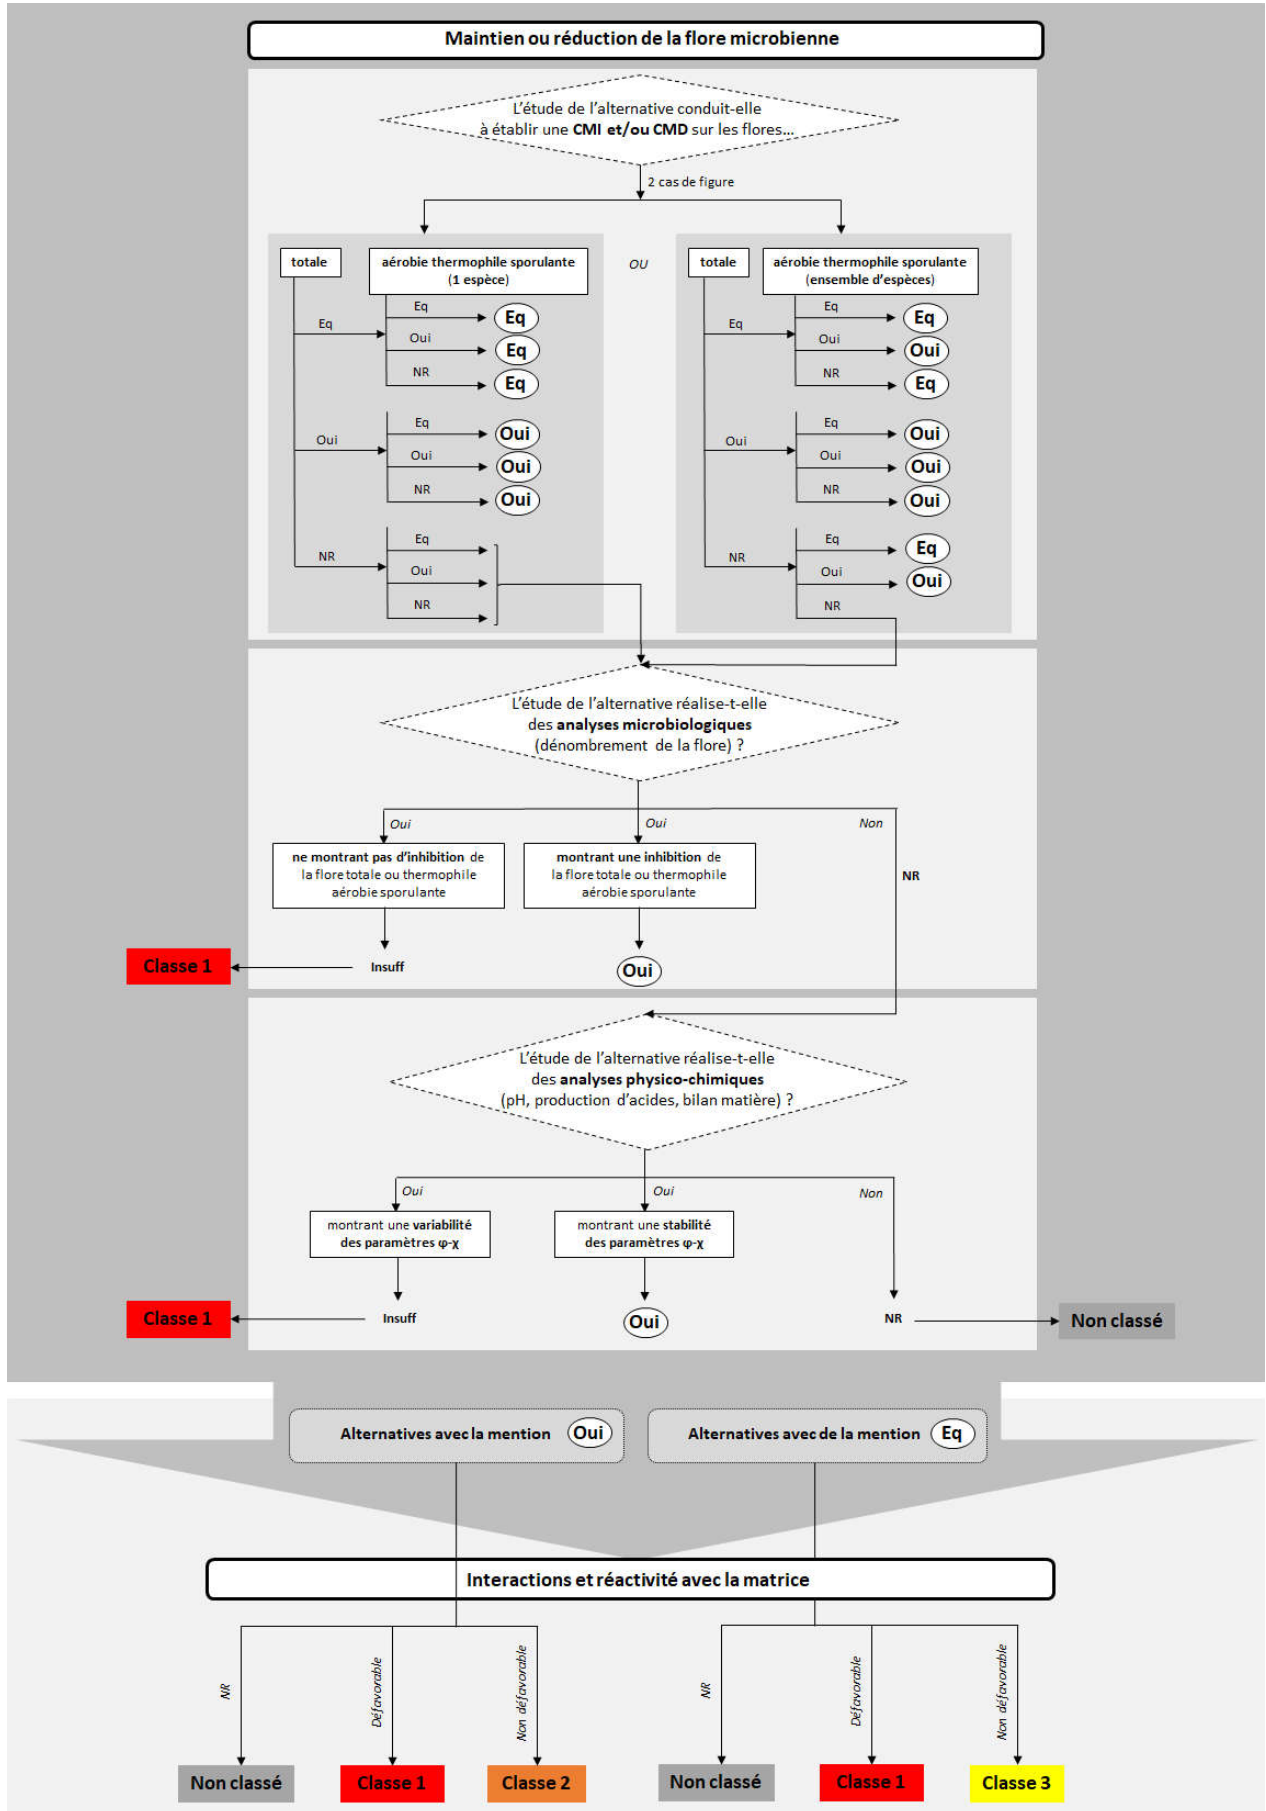 Maintien ou réduction de la flore microbienne
L'étude de l'alternative conduit-elle
à établir une CMI et/ou CMD sur les flores...
2 cas de figure
totale
aérobie thermophile sporulante
(1 espèce)
Eq
Eq
Eq
Oui
Eq
NR
Eq
Oui
Eq
Oui
Oui
Oui
NR
Oui
NR
Eq
Oui
NR
OU
totale
aérobie thermophile sporulante
(ensemble d'espèces)
Eq
Eq
Eq
Oui
Oui
NR
Eq
Oui
Eq
Oui
Oui
Oui
NR
Oui
NR
Eq
Eq
Oui
Oui
NR
L'étude de l'alternative réalise-t-elle
des analyses microbiologiques
(dénombrement de la flore) ?
Oui
Oui
Non
ne montrant pas d'inhibition de
la flore totale ou thermophile
aérobie sporulante
montrant une inhibition de
la flore totale ou thermophile
aérobie sporulante
NR
Classe 1
Insuff
Oui
L'étude de l'alternative réalise-t-elle
des analyses physico-chimiques
(pH, production d'acides, bilan matière) ?
Oui
Oui
Non
montrant une variabilité
des paramètres φ-χ
montrant une stabilité
des paramètres φ-χ
Classe 1
Insuff
Oui
NR
Non classé
Alternatives avec la mention Oui
Alternatives avec de la mention Eq
Interactions et réactivité avec la matrice
NR
Défavorable
Non défavorable
NR
Défavorable
Non défavorable
Non classé
Classe 1
Classe 2
Non classé
Classe 1
Classe 3